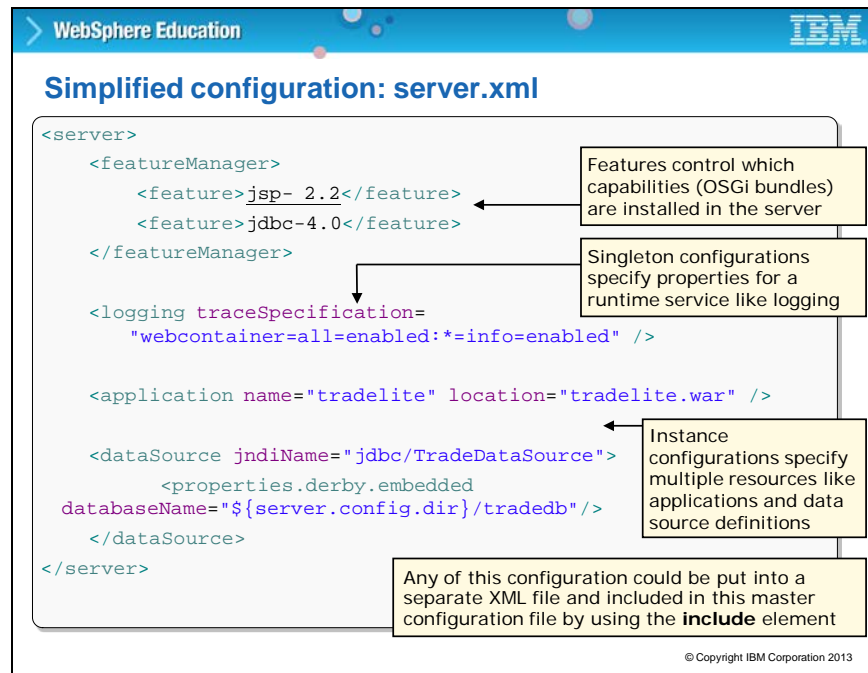 WebSphere Education
IBM
Simplified configuration: server.xml
<server>
<featureManager>
<feature>jsp- 2.2</feature>
<feature>jdbc-4.0</feature>
</featureManager>
Features control which
capabilities (OSGi bundles)
are installed in the server
Singleton configurations
specify properties for a
runtime service like logging
<logging traceSpecification=
"webcontainer=all=enabled:*=info=enabled" />
<application name="tradelite" location="tradelite.war" />
<dataSource jndiName="jdbc/TradeDataSource">
<properties.derby.embedded
databaseName="${server.config.dir}/tradedb"/>
</dataSource>
</server>
Instance
configurations specify
multiple resources like
applications and data
source definitions
Any of this configuration could be put into a
separate XML file and included in this master
configuration file by using the include element
© Copyright IBM Corporation 2013